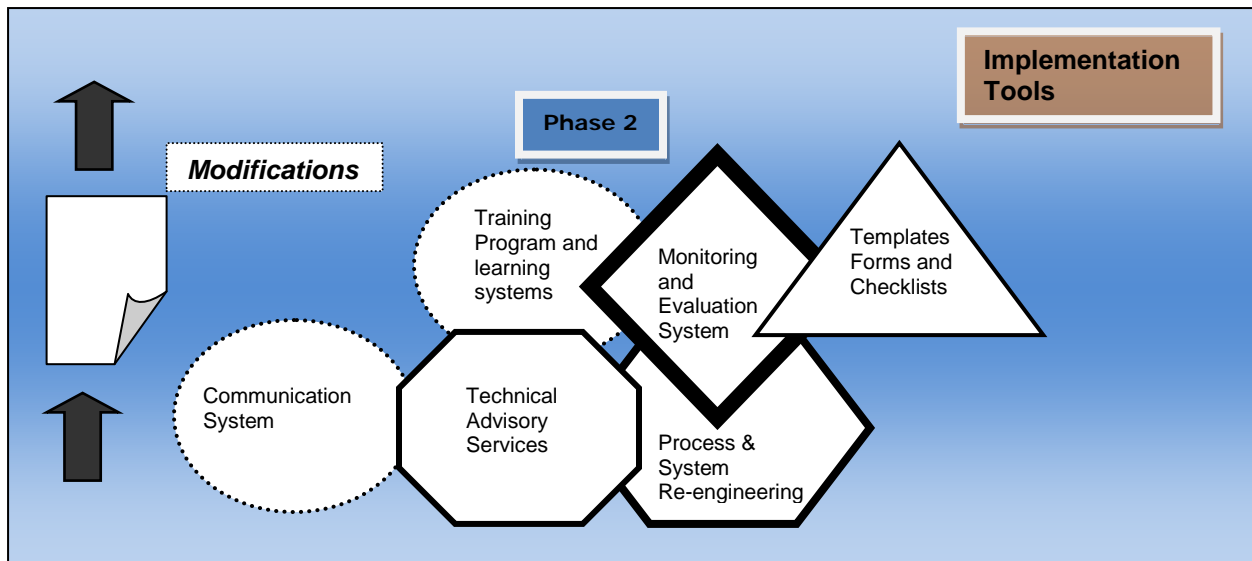 Implementation
Tools
Phase 2
Modifications
Training
Program and
learning
systems
Monitoring
and
Evaluation
System
Templates
Forms and
Checklists
Communication
System
Technical
Advisory
Services
Process &
System
Re-engineering